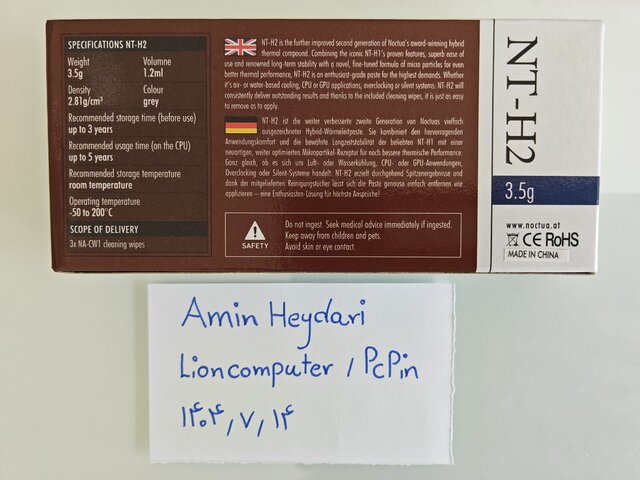 SPECIFICATIONS NT-H2
Weight Volumne
3.5g 1.2ml
Density Colour
2.81g/cm³ grey
Recommended storage time (before use)
up to 3 years
Recommended usage time (on the CPU)
up to 5 years
Recommended storage temperature
room temperature
Operating temperature
-50 to 200°C
SCOPE OF DELIVERY
3x NA-CW1 cleaning wipes
NT-H2 is the further improved second generation of Noctua's award-winning hybrid
thermal compound. Combining the iconic NT-H1's proven features, superb ease of
use and renowned long-term stability with a novel, fine-tuned formula of micro particles for even
better thermal performance, NT-H2 is an enthusiast-grade paste for the highest demands. Whether
it's air- or water-based cooling, CPU or GPU applications, overclocking or silent systems: NT-H2 will
consistently deliver outstanding results and thanks to the included cleaning wipes, it is just as easy
to remove as to apply.
NT-H2 ist die weiter verbesserte zweite Generation von Noctuas vielfach
ausgezeichneter Hybrid-Wärmeleitpaste. Sie kombiniert den hervorragenden
Anwendungskomfort und die bewährte Langzeitstabilität der beliebten NT-H1 mit einer
neuartigen, weiter optimierten Mikropartikel-Rezeptur für noch bessere thermische Performance.
Ganz gleich, ob es sich um Luft- oder Wasserkühlung, CPU- oder GPU-Anwendungen,
Overclocking oder Silent-Systeme handelt: NT-H2 erzielt durchgehend Spitzenergebnisse und
dank der mitgelieferten Reinigungstücher lässt sich die Paste genauso einfach entfernen wie
applizieren – eine Enthusiasten-Lösung für höchste Ansprüche!
SAFETY
Do not ingest. Seek medical advice immediately if ingested.
Keep away from children and pets.
Avoid skin or eye contact.
NT-H2
3.5g
www.noctua.at
CE RoHS
MADE IN CHINA
Amin Heydari
Lioncomputer / PcPin
۱۴۰۴,۷,۱۴